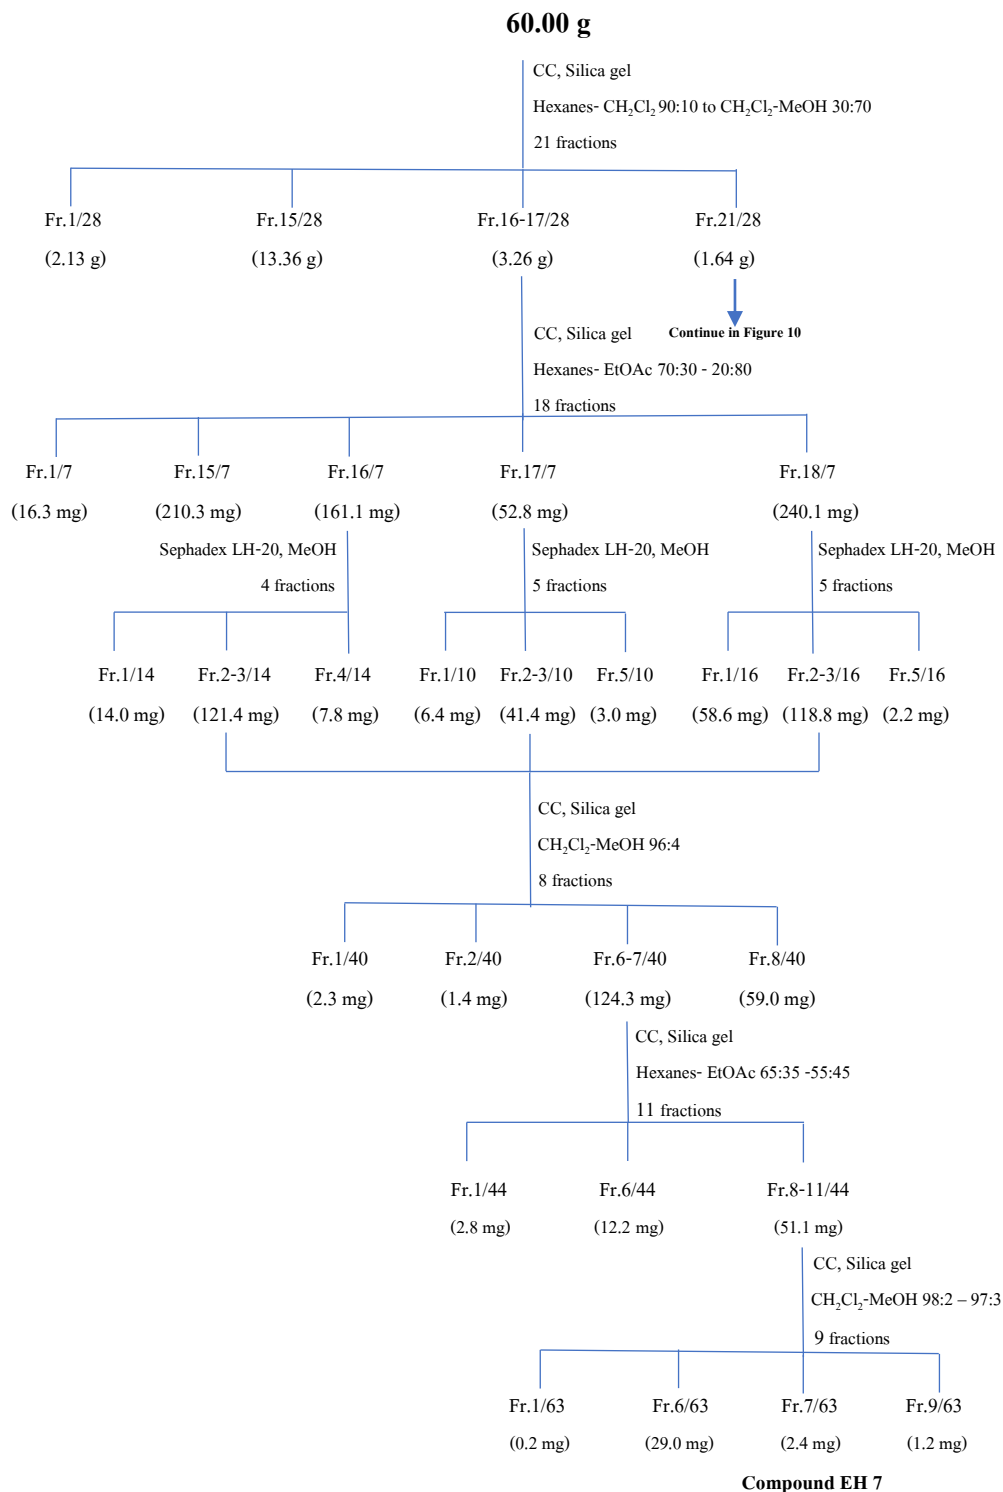 60.00 g
CC, Silica gel
Hexanes- CH₂Cl₂ 90:10 to CH₂Cl₂-MeOH 30:70
21 fractions
Fr.1/28 Fr.15/28 Fr.16-17/28 Fr.21/28
(2.13 g) (13.36 g) (3.26 g) (1.64 g)
CC, Silica gel Continue in Figure 10
Hexanes- EtOAc 70:30 - 20:80
18 fractions
Fr.1/7 Fr.15/7 Fr.16/7 Fr.17/7 Fr.18/7
(16.3 mg) (210.3 mg) (161.1 mg) (52.8 mg) (240.1 mg)
Sephadex LH-20, MeOH Sephadex LH-20, MeOH Sephadex LH-20, MeOH
4 fractions 5 fractions 5 fractions
Fr.1/14 Fr.2-3/14 Fr.4/14 Fr.1/10 Fr.2-3/10 Fr.5/10 Fr.1/16 Fr.2-3/16 Fr.5/16
(14.0 mg) (121.4 mg) (7.8 mg) (6.4 mg) (41.4 mg) (3.0 mg) (58.6 mg) (118.8 mg) (2.2 mg)
CC, Silica gel
CH₂Cl₂-MeOH 96:4
8 fractions
Fr.1/40 Fr.2/40 Fr.6-7/40 Fr.8/40
(2.3 mg) (1.4 mg) (124.3 mg) (59.0 mg)
CC, Silica gel
Hexanes- EtOAc 65:35 -55:45
11 fractions
Fr.1/44 Fr.6/44 Fr.8-11/44
(2.8 mg) (12.2 mg) (51.1 mg)
CC, Silica gel
CH₂Cl₂-MeOH 98:2 – 97:3
9 fractions
Fr.1/63 Fr.6/63 Fr.7/63 Fr.9/63
(0.2 mg) (29.0 mg) (2.4 mg) (1.2 mg)
Compound EH 7